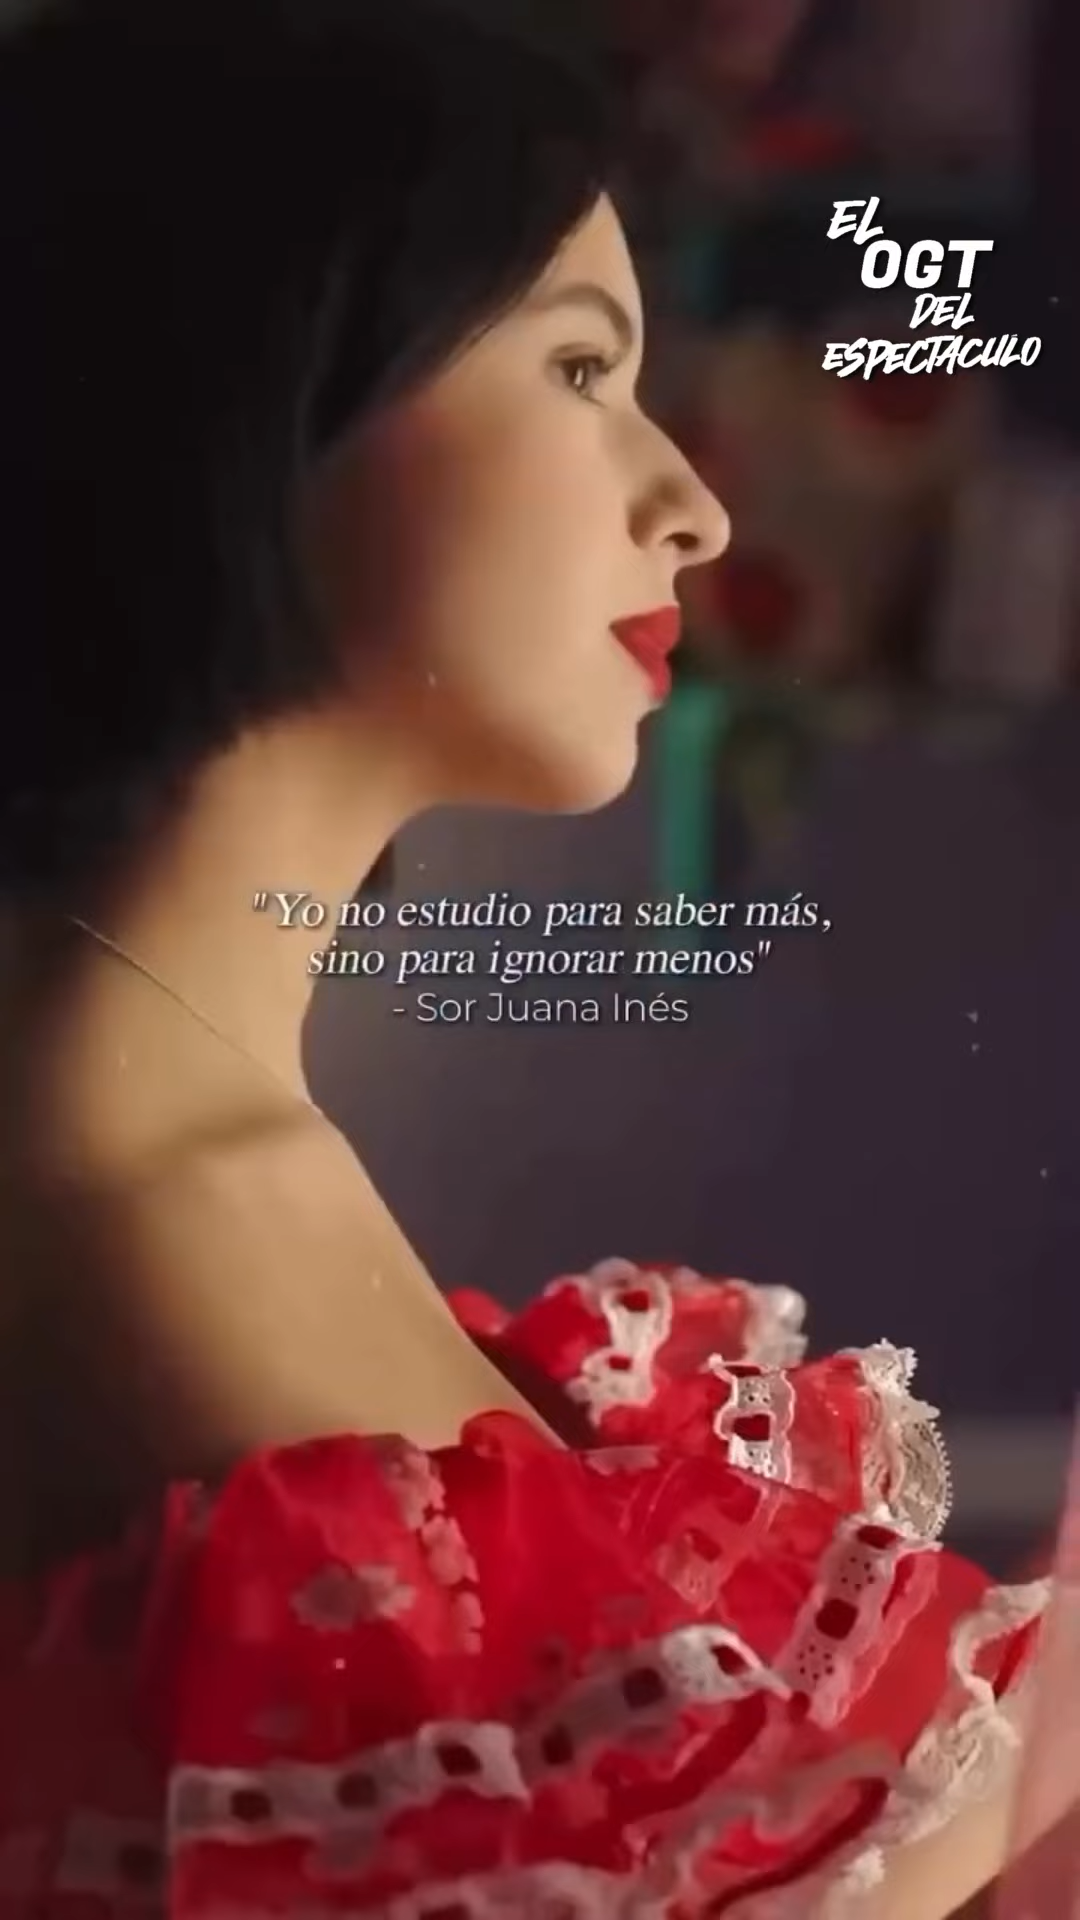 EL
OGT
DEL
ESPECTACULO
"Yo no estudio para saber más,
sino para ignorar menos"
- Sor Juana Inés